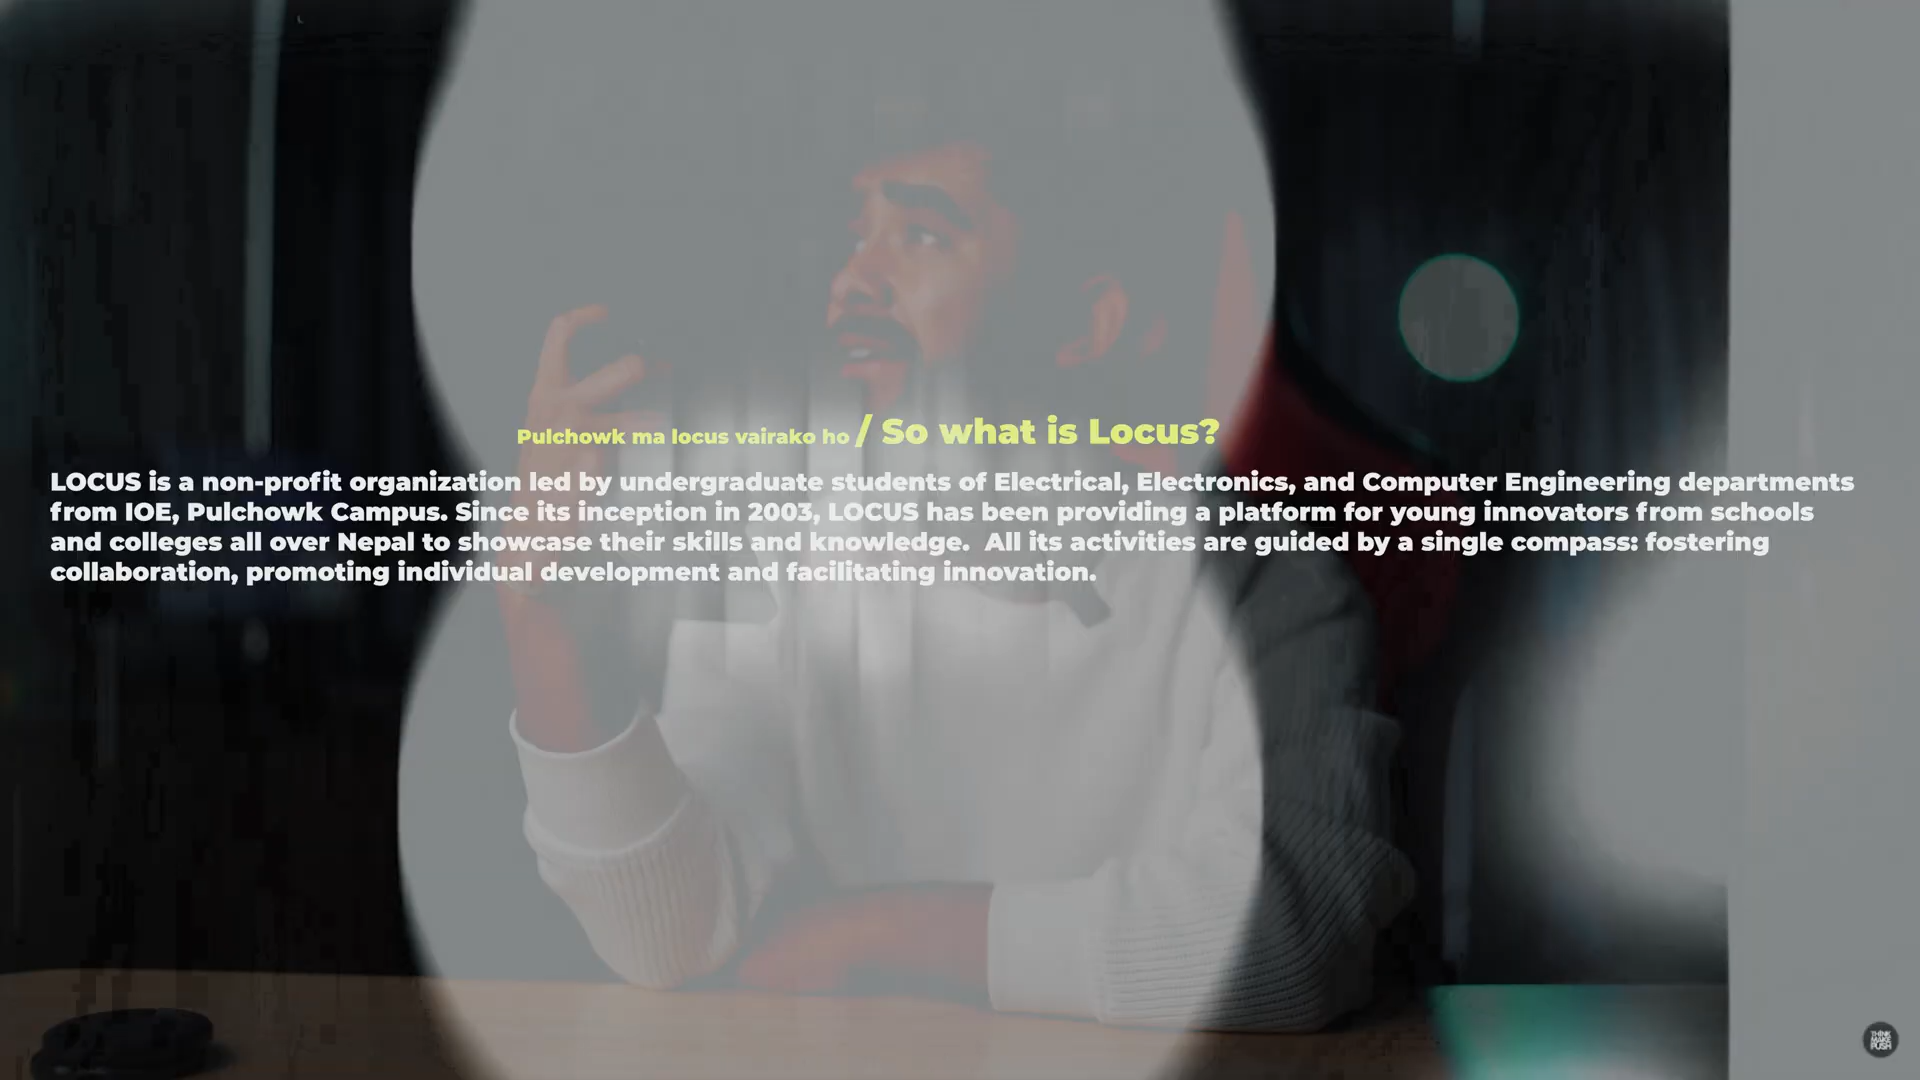 Pulchowk ma locus vairako ho / So what is Locus?
LOCUS is a non-profit organization led by undergraduate students of Electrical, Electronics, and Computer Engineering departments
from IOE, Pulchowk Campus. Since its inception in 2003, LOCUS has been providing a platform for young innovators from schools
and colleges all over Nepal to showcase their skills and knowledge.  All its activities are guided by a single compass: fostering
collaboration, promoting individual development and facilitating innovation.
THINK
MAKE
PUSH